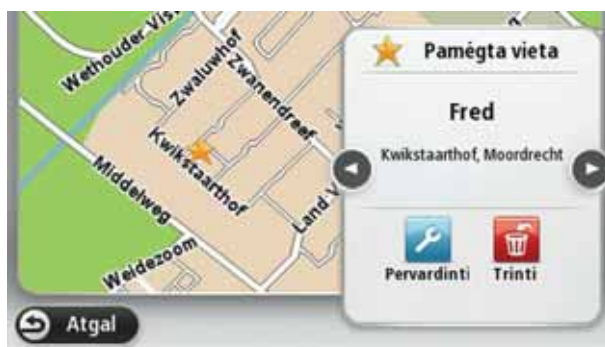 Wethouder Vis
Zwaluwhof
Zwanendreef
Kwikstaarthof
Middelweg
Land V
Weidezoom
Pamėgta vieta
Fred
Kwikstaarthof, Moordrecht
Pervardinti
Trinti
Atgal